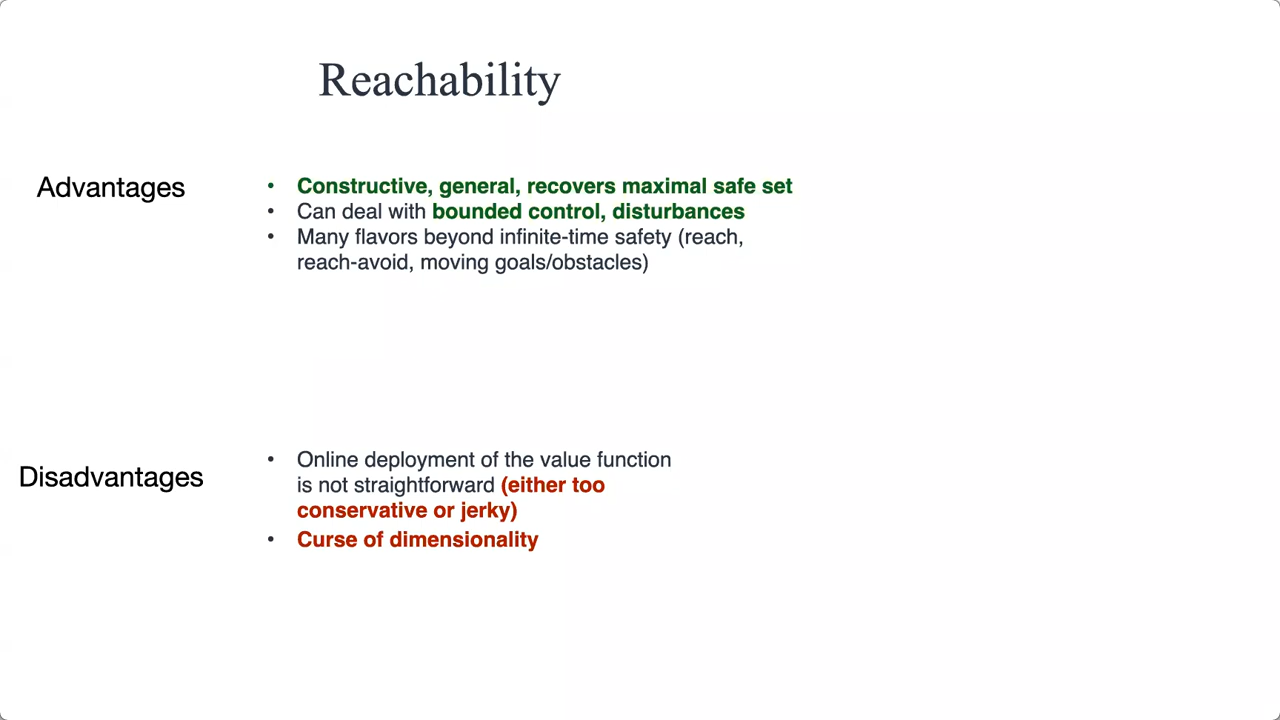 Reachability
Advantages
• Constructive, general, recovers maximal safe set
• Can deal with bounded control, disturbances
• Many flavors beyond infinite-time safety (reach,
reach-avoid, moving goals/obstacles)
Disadvantages
• Online deployment of the value function
is not straightforward (either too
conservative or jerky)
• Curse of dimensionality